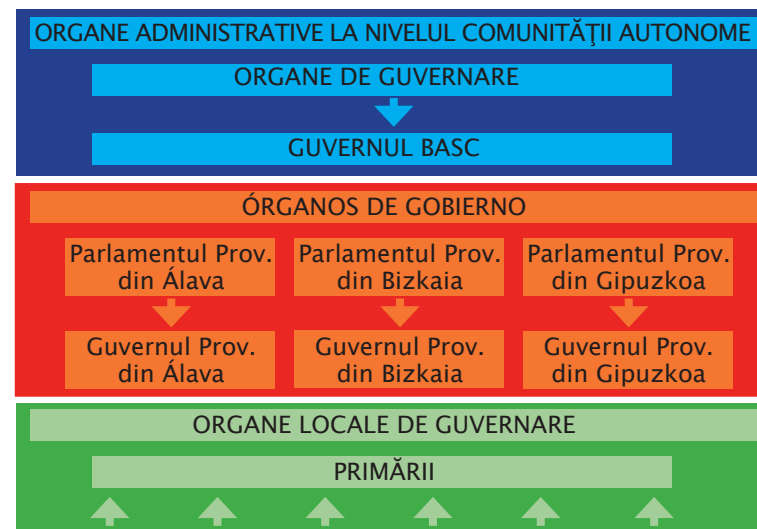 ORGANE ADMINISTRATIVE LA NIVELUL COMUNITĂŢII AUTONOME
ORGANE DE GUVERNARE
GUVERNUL BASC
ÓRGANOS DE GOBIERNO
Parlamentul Prov.
din Álava
Parlamentul Prov.
din Bizkaia
Parlamentul Prov.
din Gipuzkoa
Guvernul Prov.
din Álava
Guvernul Prov.
din Bizkaia
Guvernul Prov.
din Gipuzkoa
ORGANE LOCALE DE GUVERNARE
PRIMĂRII